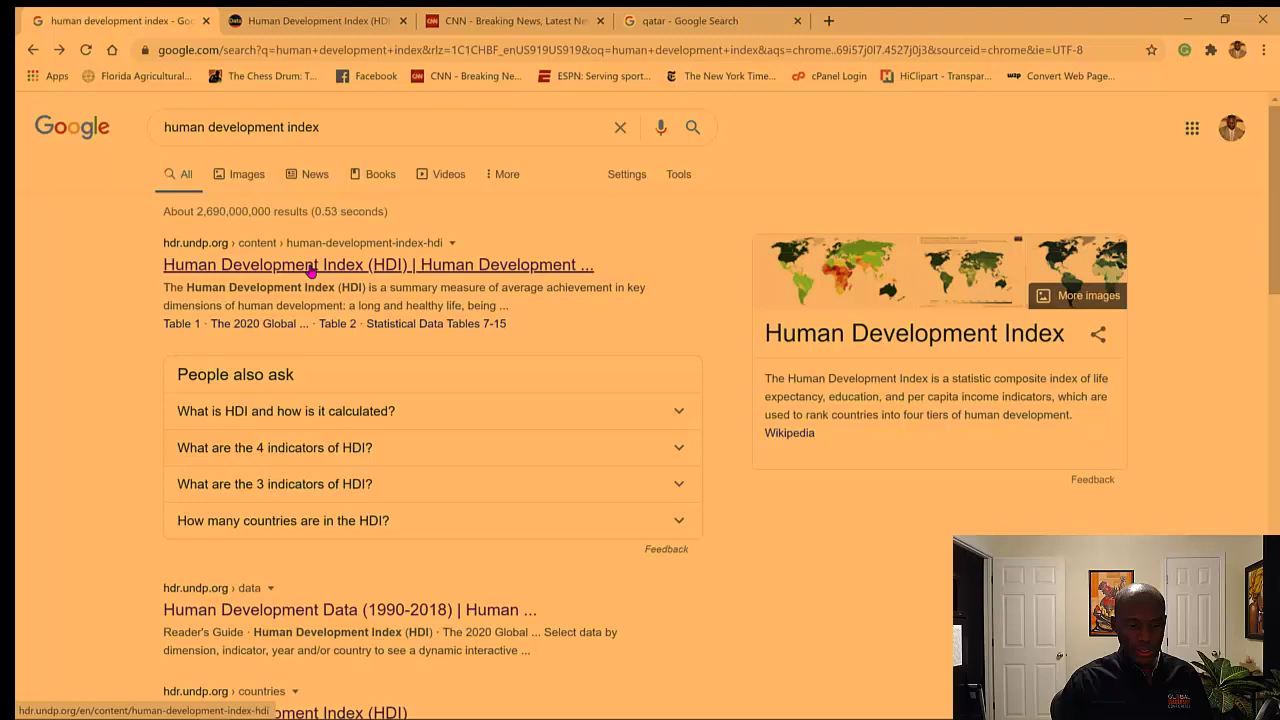 human development index - Goo
Human Development Index (HDI)
CNN - Breaking News, Latest Ne
qatar - Google Search
google.com/search?q=human+development+index&rlz=1C1CHBF_enUS919US919&oq=human+development+index&aqs=chrome..69i57j0l7.4527j0j3&sourceid=chrome&ie=UTF-8
Apps
Florida Agricultural...
The Chess Drum: T...
Facebook
CNN - Breaking Ne...
ESPN: Serving sport...
The New York Time...
cPanel Login
HiClipart - Transpar...
Convert Web Page...
Google
human development index
All
Images
News
Books
Videos
More
Settings
Tools
About 2,690,000,000 results (0.53 seconds)
hdr.undp.org › content › human-development-index-hdi
Human Development Index (HDI) | Human Development ...
The Human Development Index (HDI) is a summary measure of average achievement in key
dimensions of human development: a long and healthy life, being ...
Table 1 · The 2020 Global ... · Table 2 · Statistical Data Tables 7-15
People also ask
What is HDI and how is it calculated?
What are the 4 indicators of HDI?
What are the 3 indicators of HDI?
How many countries are in the HDI?
Feedback
hdr.undp.org › data
Human Development Data (1990-2018) | Human ...
Reader's Guide · Human Development Index (HDI) · The 2020 Global ... Select data by
dimension, indicator, year and/or country to see a dynamic interactive ...
hdr.undp.org › countries
opment Index (HDI)
hdr.undp.org/en/content/human-development-index-hdi
More images
Human Development Index
The Human Development Index is a statistic composite index of life
expectancy, education, and per capita income indicators, which are
used to rank countries into four tiers of human development.
Wikipedia
Feedback
GLOBAL